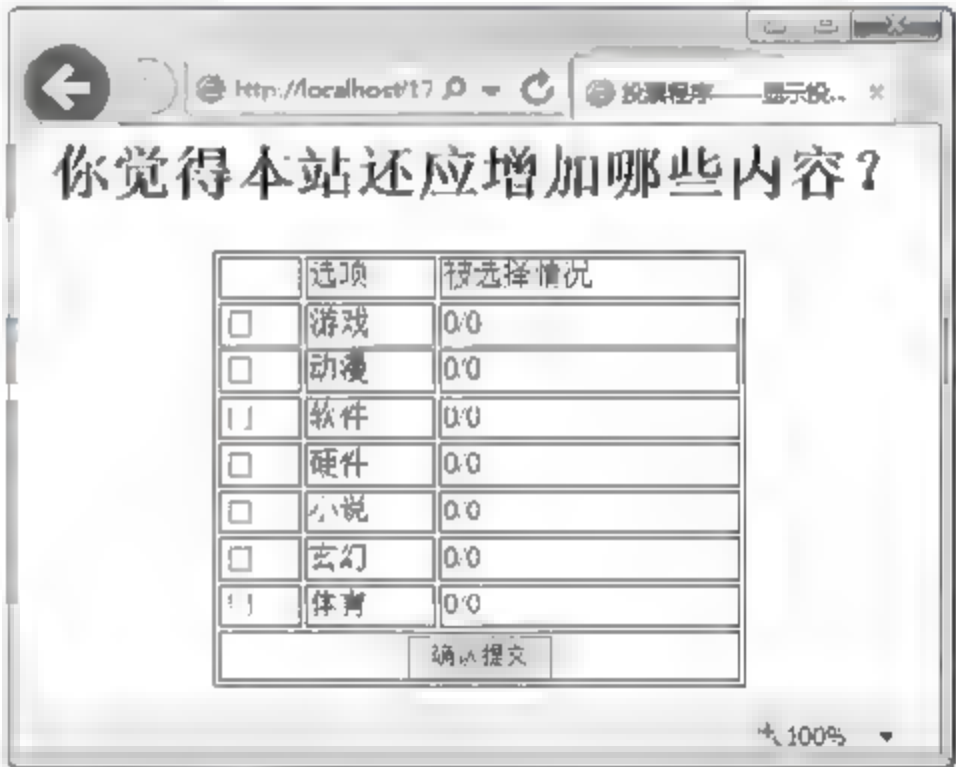 http://localhost/17
投票程序——显示投...
你觉得本站还应增加哪些内容？
选项 被选择情况
游戏 0/0
动漫 0/0
软件 0/0
硬件 0/0
小说 0/0
玄幻 0/0
体育 0/0
确认提交
100%